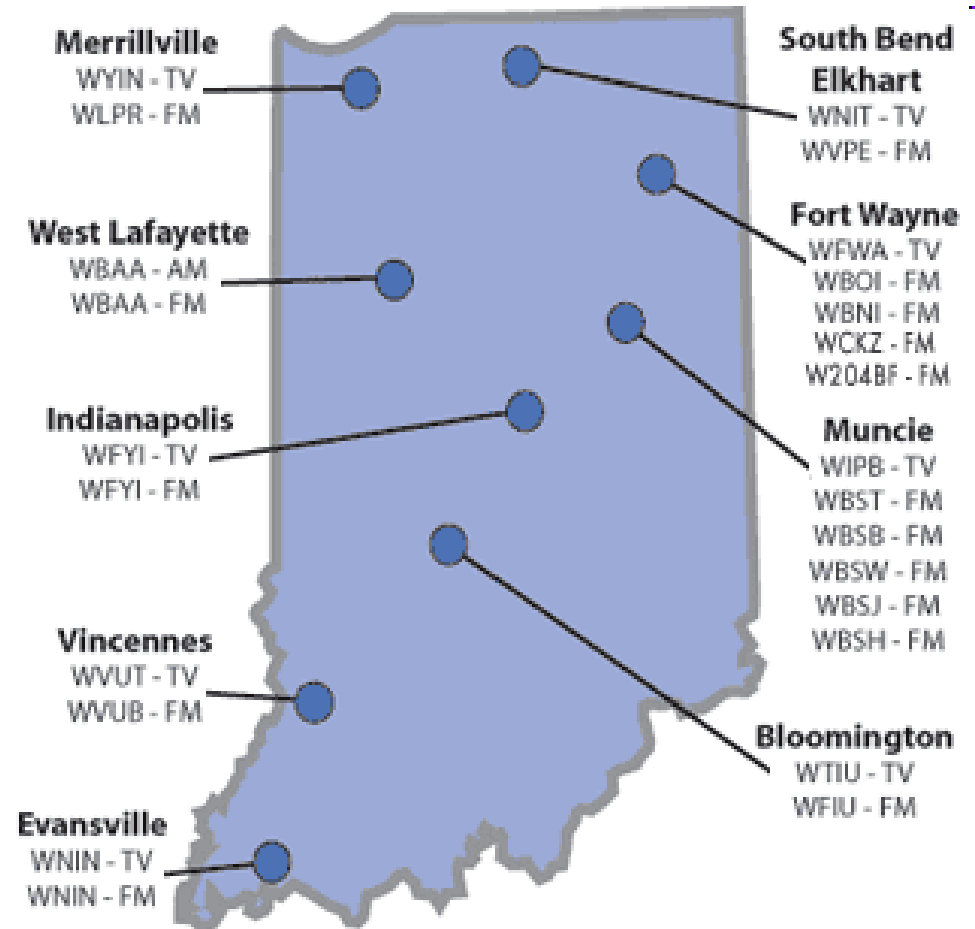 Merrillville
WYIN - TV
WLPR - FM
South Bend
Elkhart
WNIT - TV
WVPE - FM
West Lafayette
WBAA - AM
WBAA - FM
Fort Wayne
WFWA - TV
WBOI - FM
WBNI - FM
WCKZ - FM
W204BF - FM
Indianapolis
WFYI - TV
WFYI - FM
Muncie
WIPB - TV
WBST - FM
WBSB - FM
WBSW - FM
WBSJ - FM
WBSH - FM
Vincennes
WVUT - TV
WVUB - FM
Bloomington
WTIU - TV
WFIU - FM
Evansville
WNIN - TV
WNIN - FM